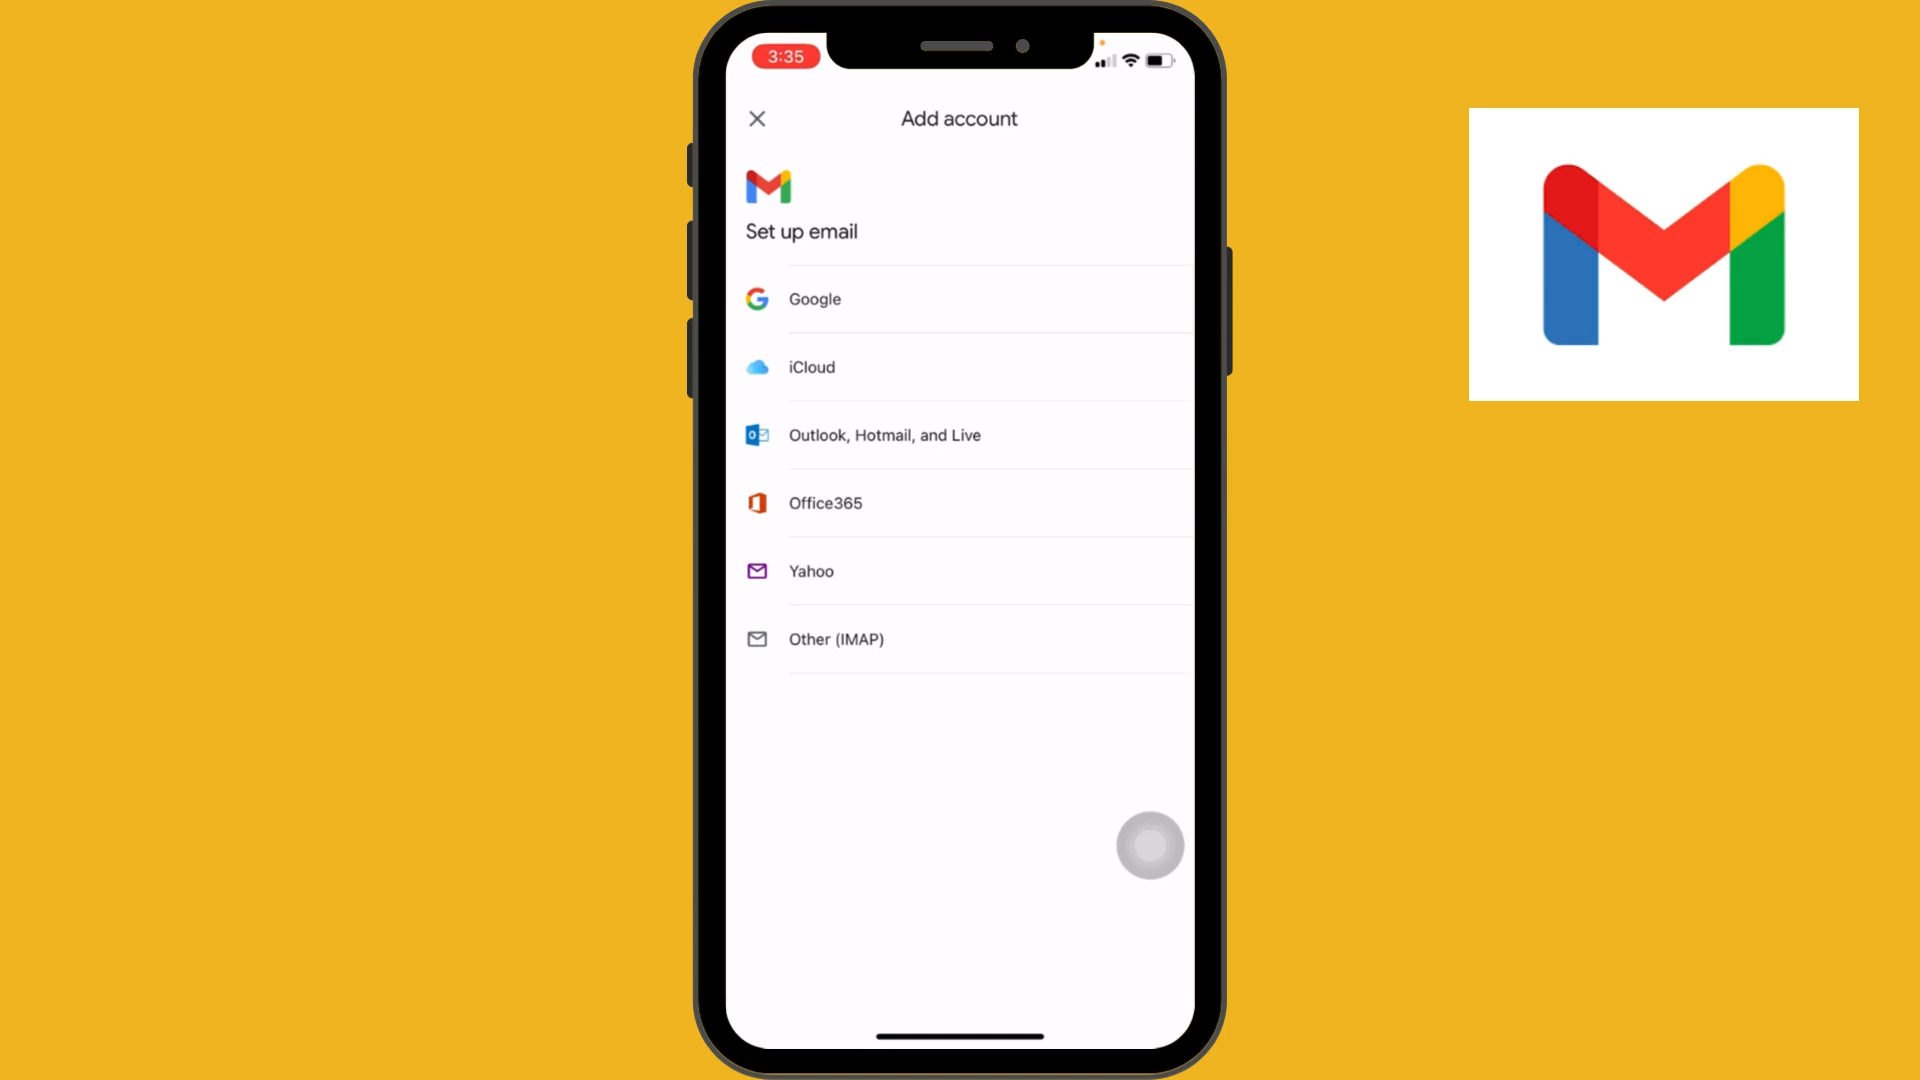 3:35
Add account
Set up email
Google
iCloud
Outlook, Hotmail, and Live
Office365
Yahoo
Other (IMAP)